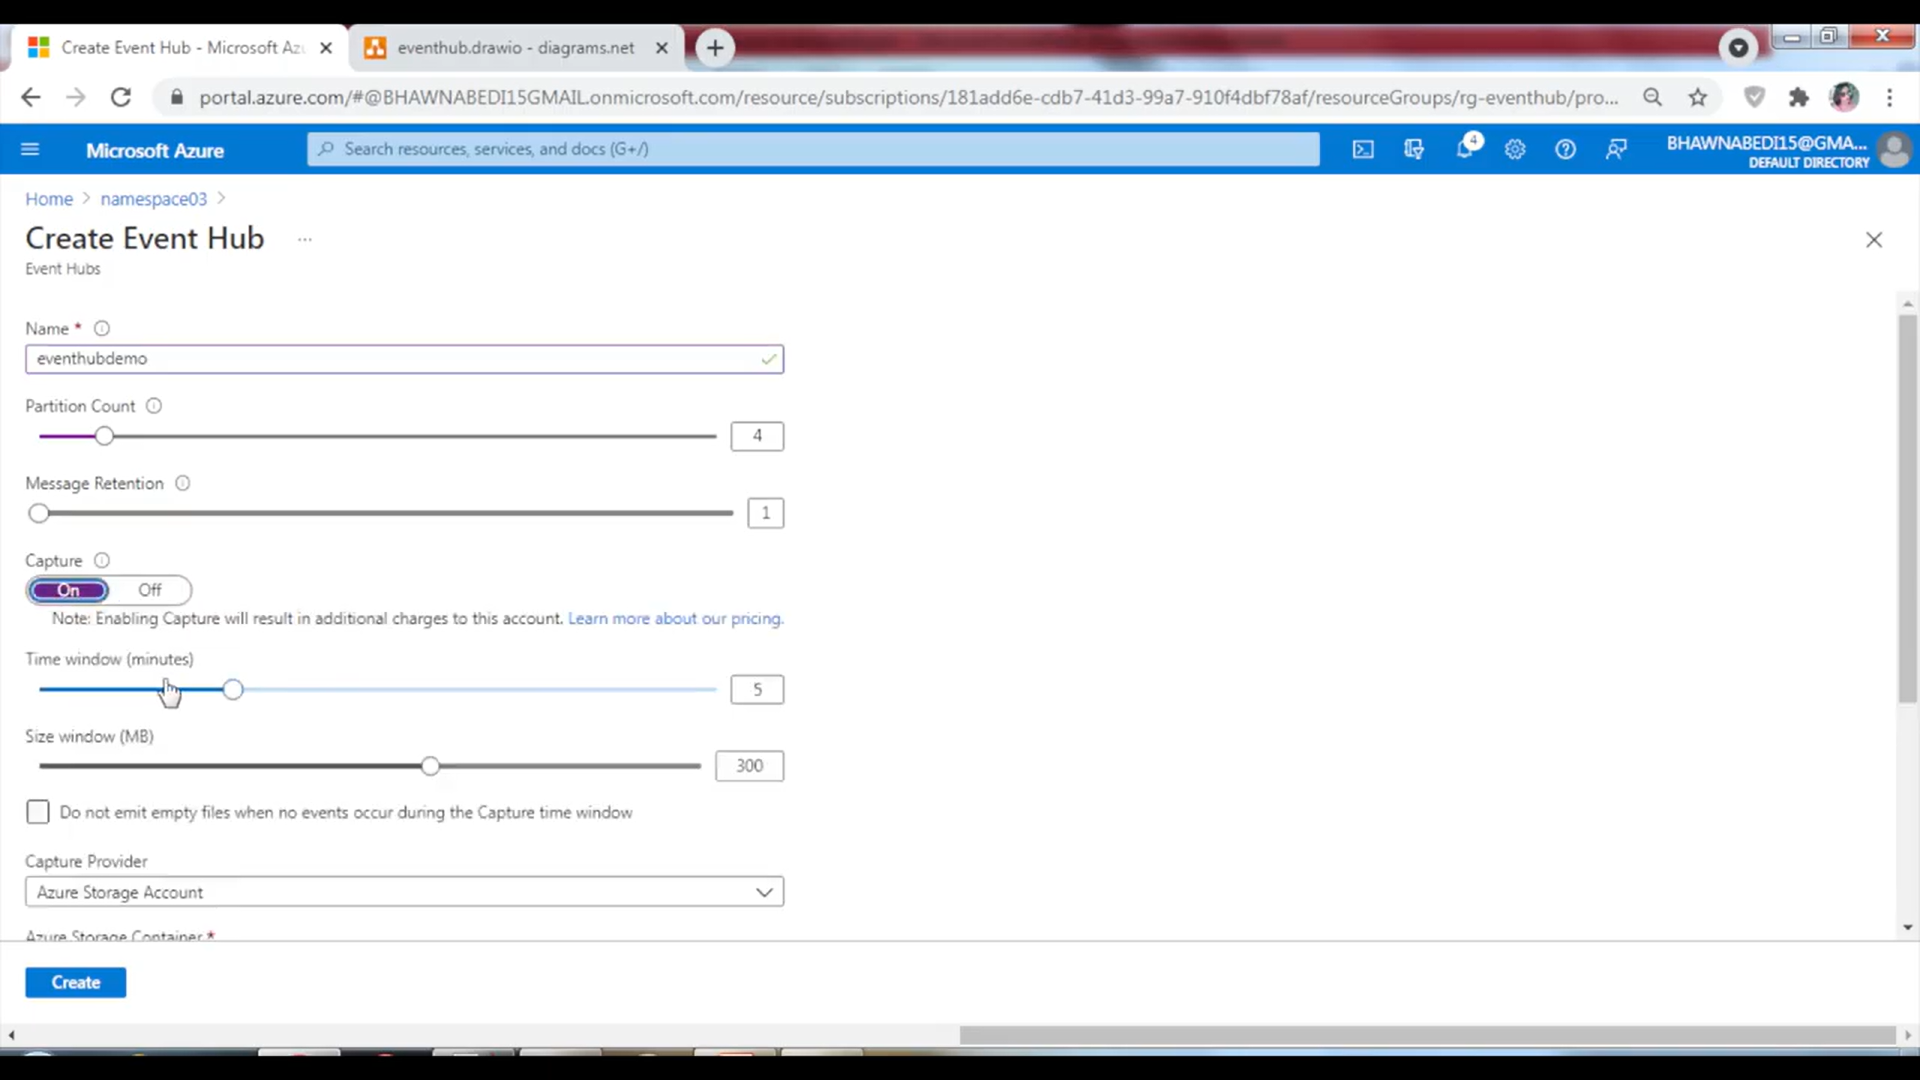 Create Event Hub - Microsoft Azu
eventhub.drawio - diagrams.net
portal.azure.com/#@BHAWNABEDI15GMAIL.onmicrosoft.com/resource/subscriptions/181add6e-cdb7-41d3-99a7-910f4dbf78af/resourceGroups/rg-eventhub/pro...
Microsoft Azure
Search resources, services, and docs (G+/)
4
BHAWNABEDI15@GMA...
DEFAULT DIRECTORY
Home > namespace03 >
Create Event Hub ...
Event Hubs
Name *
eventhubdemo
Partition Count
4
Message Retention
1
Capture
On Off
Note: Enabling Capture will result in additional charges to this account. Learn more about our pricing.
Time window (minutes)
5
Size window (MB)
300
Do not emit empty files when no events occur during the Capture time window
Capture Provider
Azure Storage Account
Azure Storage Container *
Create